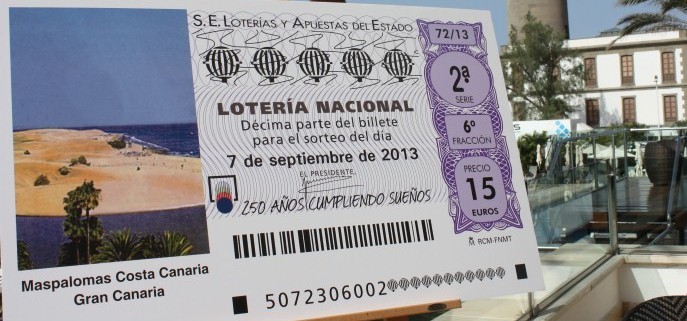 S.E. LOTERÍAS Y APUESTAS DEL ESTADO
72/13
2ª
SERIE
6º
FRACCIÓN
PRECIO
15
EUROS
LOTERÍA NACIONAL
Décima parte del billete
para el sorteo del día
7 de septiembre de 2013
EL PRESIDENTE,
250 AÑOS CUMPLIENDO SUEÑOS
RCM-FNMT
Maspalomas Costa Canaria
Gran Canaria
5072306002